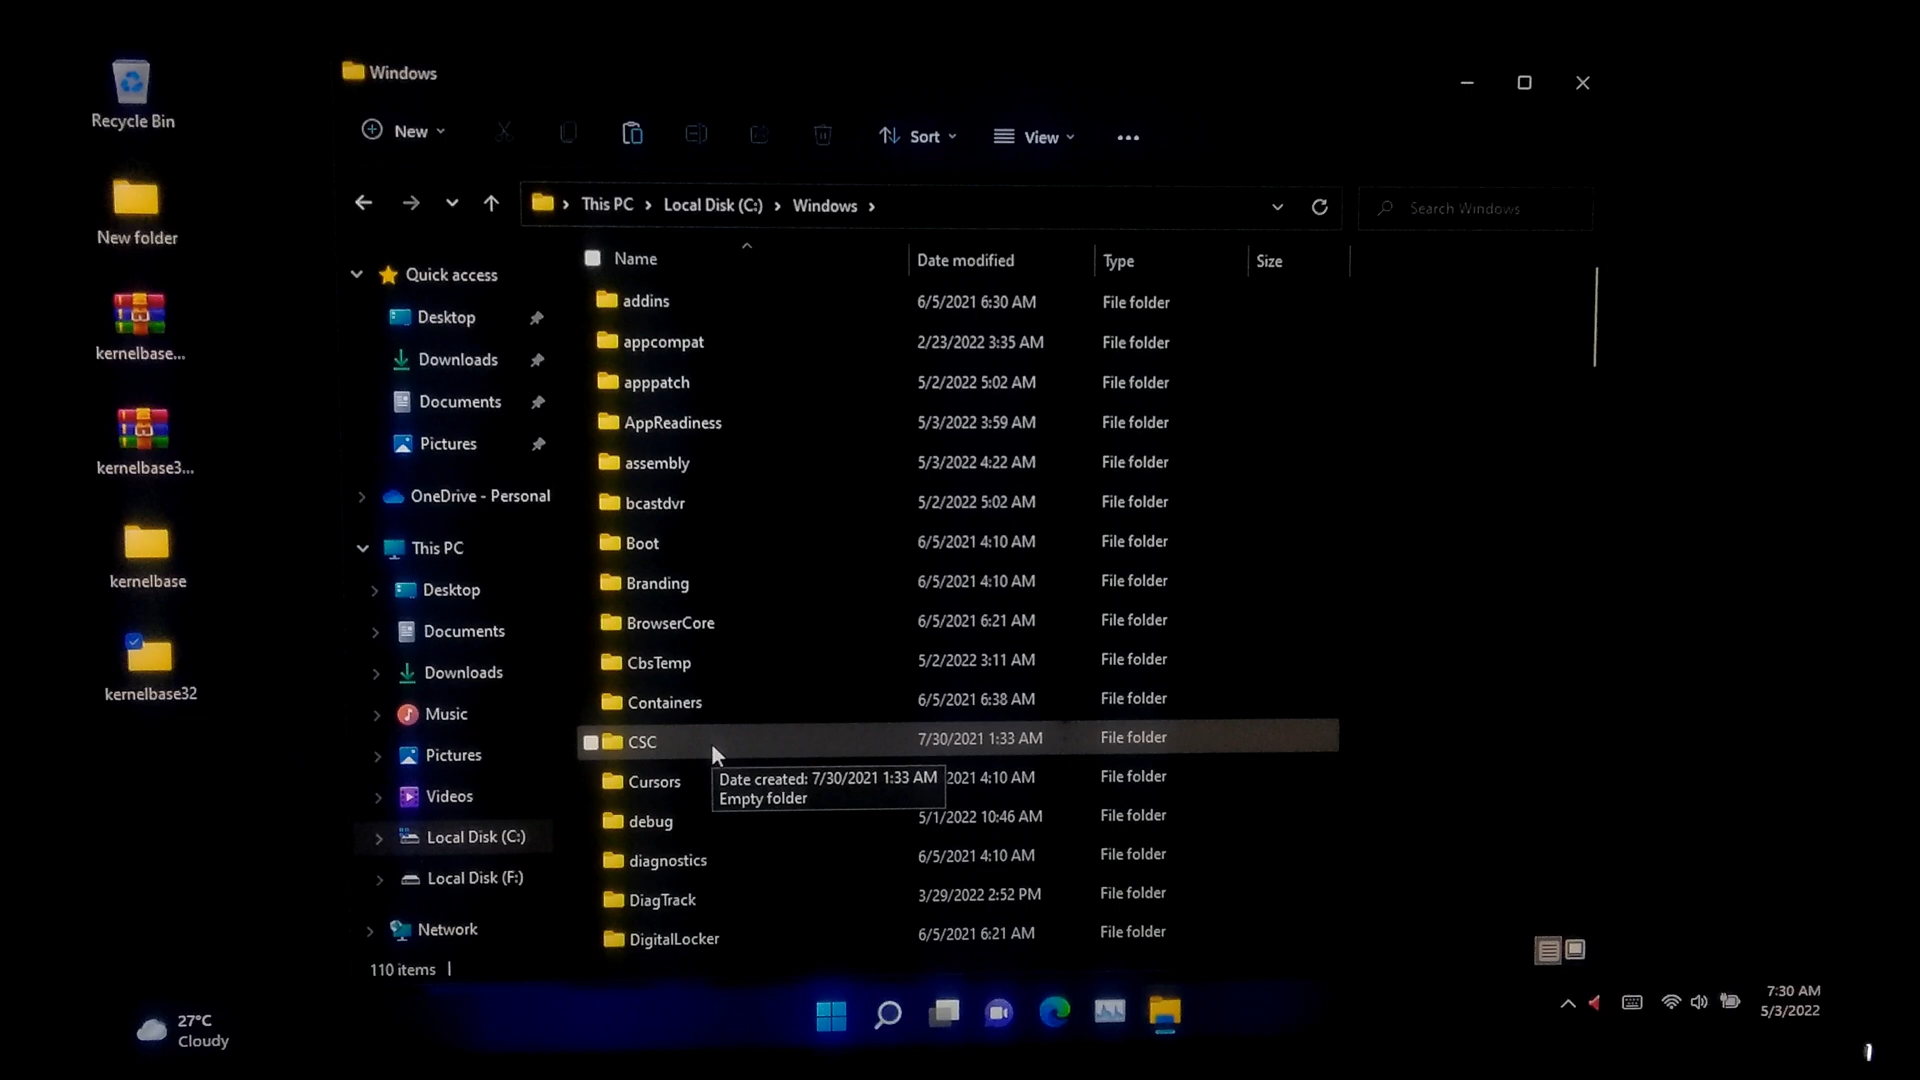 Recycle Bin
New folder
kernelbase...
kernelbase3...
kernelbase
kernelbase32
27°C
Cloudy
Windows
New
Sort
View
This PC > Local Disk (C:) > Windows >
Search Windows
Quick access
Desktop
Downloads
Documents
Pictures
OneDrive - Personal
This PC
Desktop
Documents
Downloads
Music
Pictures
Videos
Local Disk (C:)
Local Disk (F:)
Network
110 items
Name Date modified Type Size
addins 6/5/2021 6:30 AM File folder
appcompat 2/23/2022 3:35 AM File folder
apppatch 5/2/2022 5:02 AM File folder
AppReadiness 5/3/2022 3:59 AM File folder
assembly 5/3/2022 4:22 AM File folder
bcastdvr 5/2/2022 5:02 AM File folder
Boot 6/5/2021 4:10 AM File folder
Branding 6/5/2021 4:10 AM File folder
BrowserCore 6/5/2021 6:21 AM File folder
CbsTemp 5/2/2022 3:11 AM File folder
Containers 6/5/2021 6:38 AM File folder
CSC 7/30/2021 1:33 AM File folder
Date created: 7/30/2021 1:33 AM
Empty folder
Cursors 2021 4:10 AM File folder
debug 5/1/2022 10:46 AM File folder
diagnostics 6/5/2021 4:10 AM File folder
DiagTrack 3/29/2022 2:52 PM File folder
DigitalLocker 6/5/2021 6:21 AM File folder
7:30 AM
5/3/2022